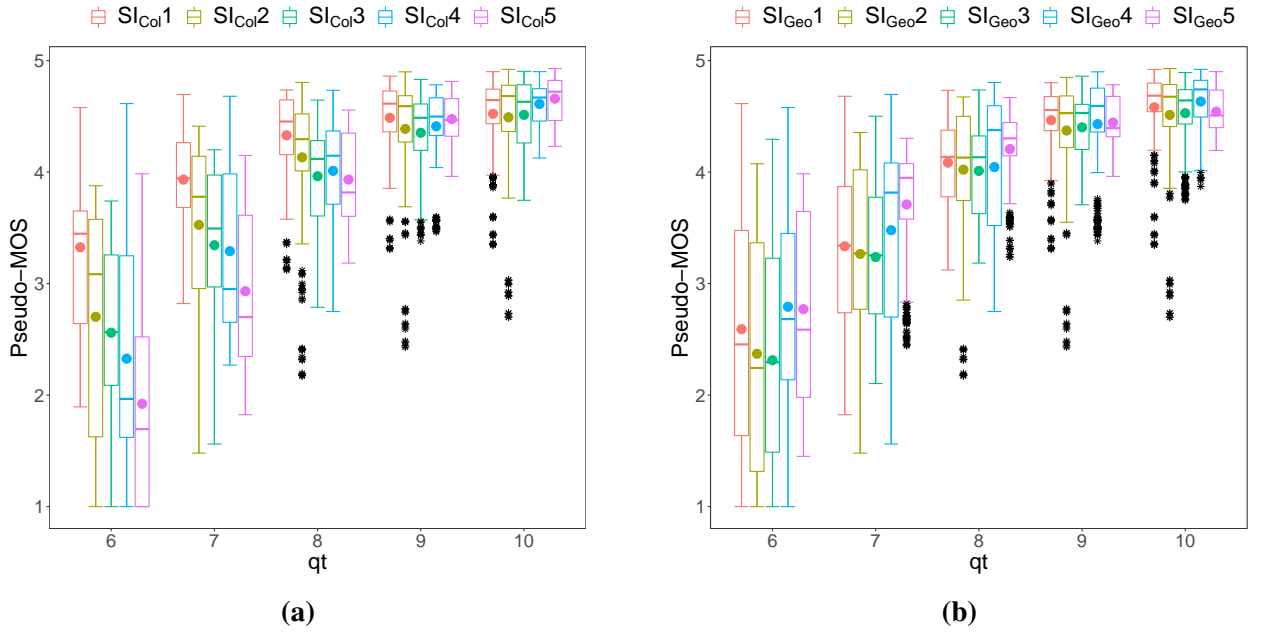 SI_Col1 SI_Col2 SI_Col3 SI_Col4 SI_Col5
Pseudo-MOS
5
4
3
2
1
6 7 8 9 10
qt
(a)
SI_Geo1 SI_Geo2 SI_Geo3 SI_Geo4 SI_Geo5
Pseudo-MOS
5
4
3
2
1
6 7 8 9 10
qt
(b)